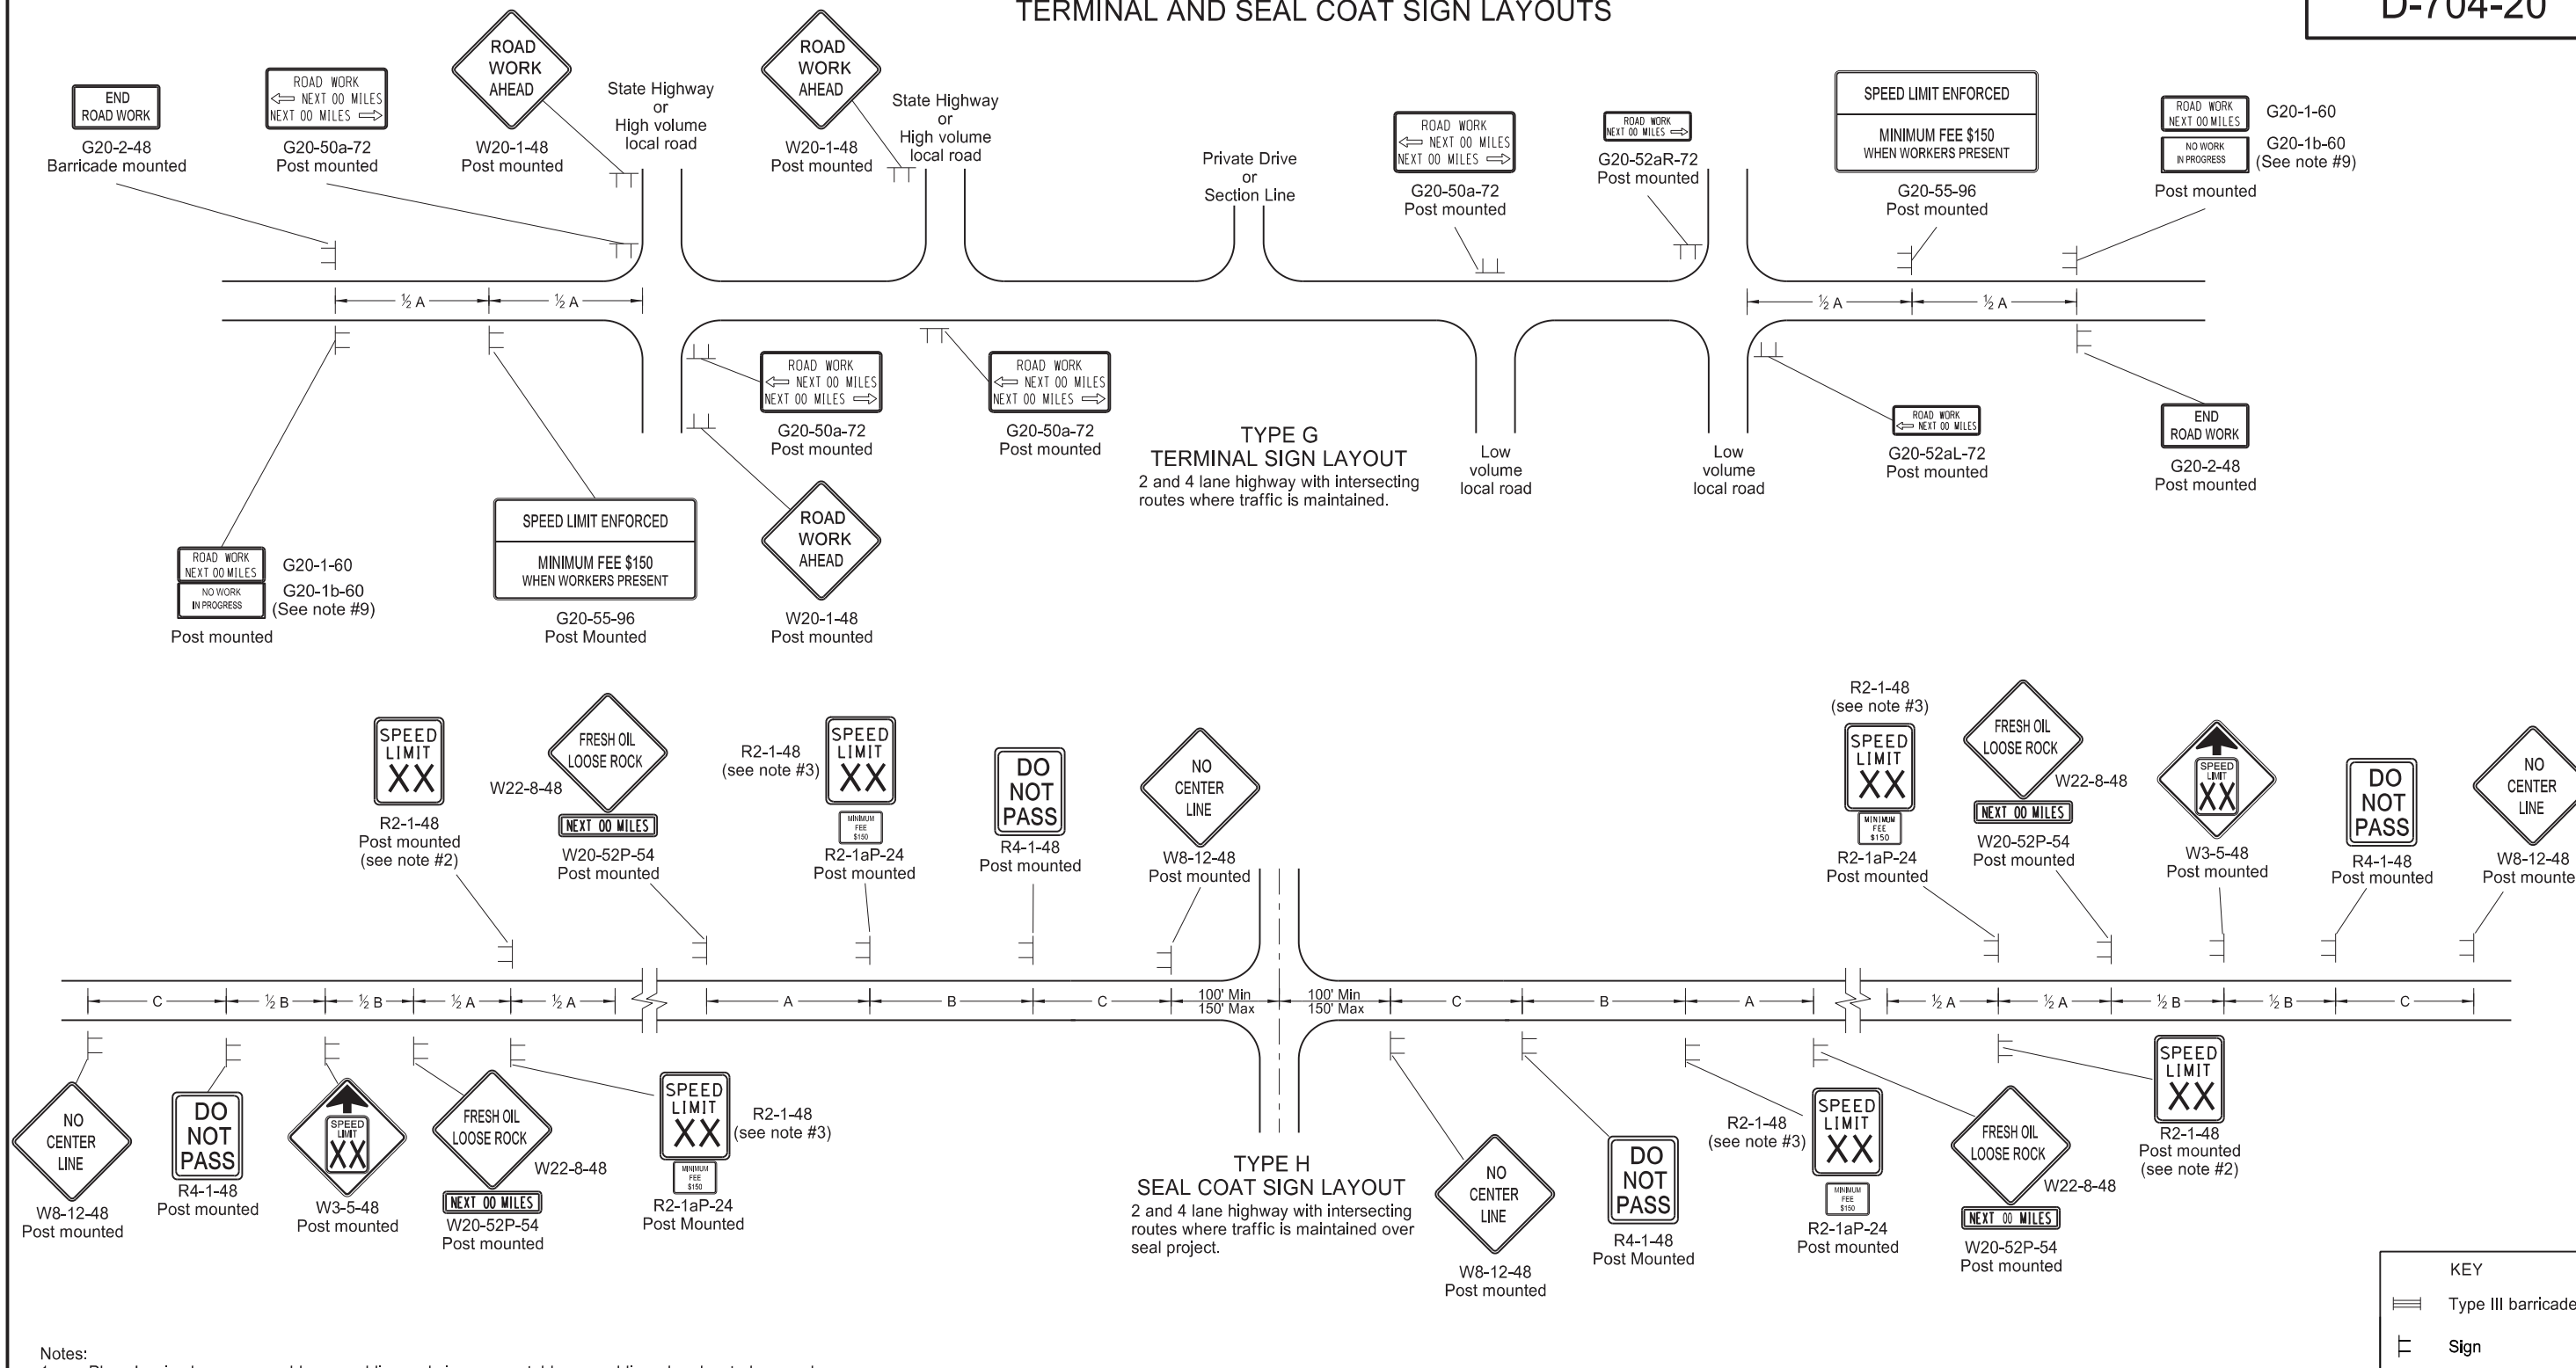 TERMINAL AND SEAL COAT SIGN LAYOUTS
D-704-20
END
ROAD WORK
G20-2-48
Barricade mounted
ROAD WORK
NEXT 00 MILES
NEXT 00 MILES
G20-50a-72
Post mounted
ROAD
WORK
AHEAD
W20-1-48
Post mounted
State Highway
or
High volume
local road
ROAD
WORK
AHEAD
W20-1-48
Post mounted
State Highway
or
High volume
local road
Private Drive
or
Section Line
ROAD WORK
NEXT 00 MILES
NEXT 00 MILES
G20-50a-72
Post mounted
ROAD WORK
NEXT 00 MILES
G20-52aR-72
Post mounted
SPEED LIMIT ENFORCED
MINIMUM FEE $150
WHEN WORKERS PRESENT
G20-55-96
Post mounted
ROAD WORK
NEXT 00 MILES
G20-1-60
NO WORK
IN PROGRESS
G20-1b-60
(See note #9)
Post mounted
½ A
½ A
½ A
½ A
ROAD WORK
NEXT 00 MILES
NEXT 00 MILES
G20-50a-72
Post mounted
ROAD WORK
NEXT 00 MILES
NEXT 00 MILES
G20-50a-72
Post mounted
TYPE G
TERMINAL SIGN LAYOUT
2 and 4 lane highway with intersecting
routes where traffic is maintained.
Low
volume
local road
Low
volume
local road
ROAD WORK
NEXT 00 MILES
G20-52aL-72
Post mounted
END
ROAD WORK
G20-2-48
Post mounted
ROAD WORK
NEXT 00 MILES
G20-1-60
NO WORK
IN PROGRESS
G20-1b-60
(See note #9)
Post mounted
SPEED LIMIT ENFORCED
MINIMUM FEE $150
WHEN WORKERS PRESENT
G20-55-96
Post Mounted
ROAD
WORK
AHEAD
W20-1-48
Post mounted
SPEED
LIMIT
XX
R2-1-48
Post mounted
(see note #2)
FRESH OIL
LOOSE ROCK
W22-8-48
NEXT 00 MILES
W20-52P-54
Post mounted
R2-1-48
(see note #3)
SPEED
LIMIT
XX
MINIMUM
FEE
$150
R2-1aP-24
Post mounted
DO
NOT
PASS
R4-1-48
Post mounted
NO
CENTER
LINE
W8-12-48
Post mounted
R2-1-48
(see note #3)
SPEED
LIMIT
XX
MINIMUM
FEE
$150
R2-1aP-24
Post mounted
FRESH OIL
LOOSE ROCK
W22-8-48
NEXT 00 MILES
W20-52P-54
Post mounted
SPEED
LIMIT
XX
W3-5-48
Post mounted
DO
NOT
PASS
R4-1-48
Post mounted
NO
CENTER
LINE
W8-12-48
Post mounte
C
½ B
½ B
½ A
½ A
A
B
C
100' Min
150' Max
100' Min
150' Max
C
B
A
½ A
½ A
½ B
½ B
C
NO
CENTER
LINE
W8-12-48
Post mounted
DO
NOT
PASS
R4-1-48
Post mounted
SPEED
LIMIT
XX
W3-5-48
Post mounted
FRESH OIL
LOOSE ROCK
W22-8-48
NEXT 00 MILES
W20-52P-54
Post mounted
SPEED
LIMIT
XX
R2-1-48
(see note #3)
MINIMUM
FEE
$150
R2-1aP-24
Post Mounted
TYPE H
SEAL COAT SIGN LAYOUT
2 and 4 lane highway with intersecting
routes where traffic is maintained over
seal project.
NO
CENTER
LINE
W8-12-48
Post mounted
DO
NOT
PASS
R4-1-48
Post Mounted
R2-1-48
(see note #3)
SPEED
LIMIT
XX
MINIMUM
FEE
$150
R2-1aP-24
Post mounted
FRESH OIL
LOOSE ROCK
W22-8-48
NEXT 00 MILES
W20-52P-54
Post mounted
SPEED
LIMIT
XX
R2-1-48
Post mounted
(see note #2)
KEY
Type III barricade
Sign
Notes: